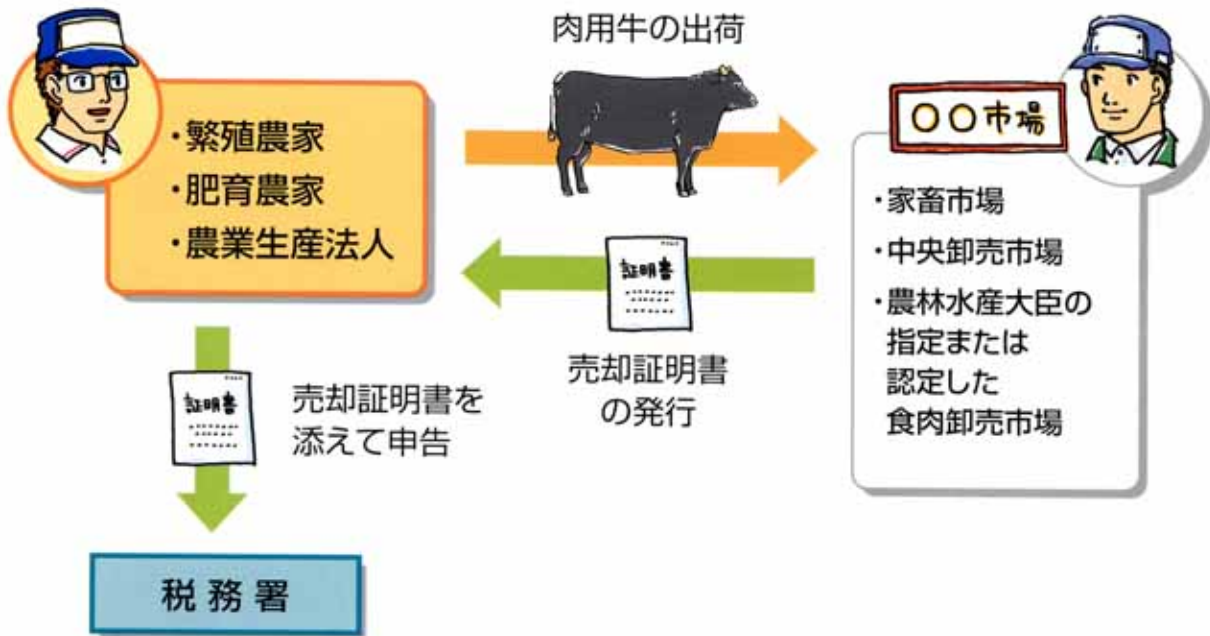 肉用牛の出荷
・繁殖農家
・肥育農家
・農業生産法人
〇〇市場
・家畜市場
・中央卸売市場
・農林水産大臣の
指定または
認定した
食肉卸売市場
証明書
売却証明書
の発行
証明書
売却証明書を
添えて申告
税務署